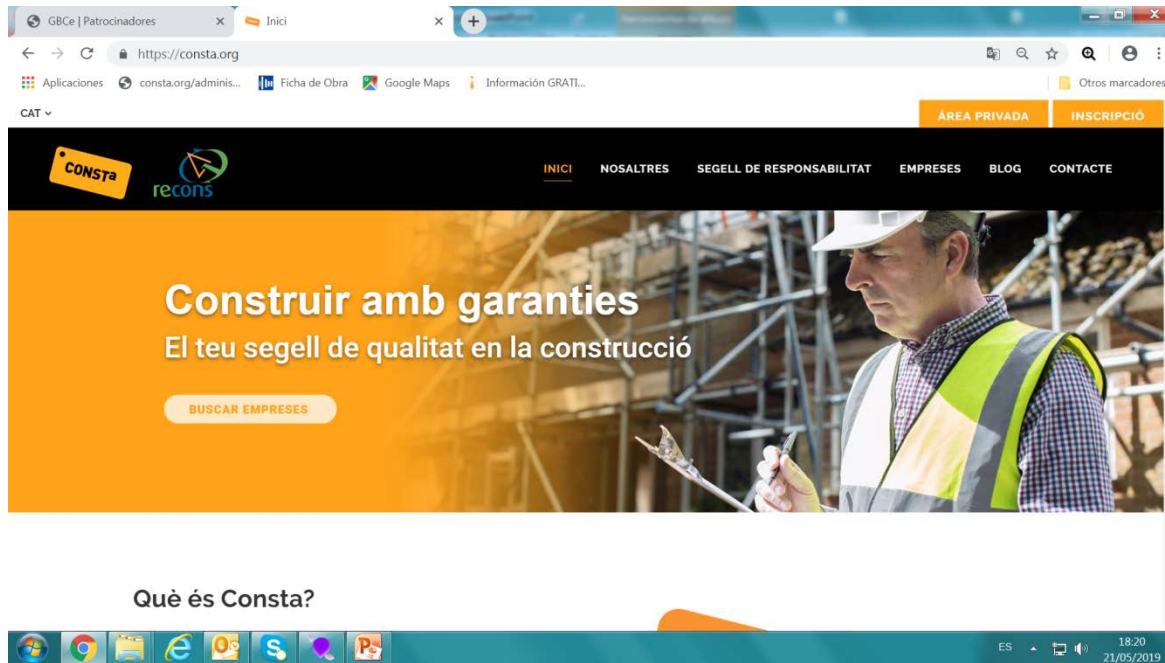 GBCe | Patrocinadores
Inici
https://consta.org
Aplicaciones consta.org/adminis... Ficha de Obra Google Maps Información GRATI... Otros marcadores
CAT ÀREA PRIVADA INSCRIPCIÓ
CONSTa recons INICI NOSALTRES SEGELL DE RESPONSABILITAT EMPRESES BLOG CONTACTE
Construir amb garanties
El teu segell de qualitat en la construcció
BUSCAR EMPRESES
Què és Consta?
ES 18:20
21/05/2019